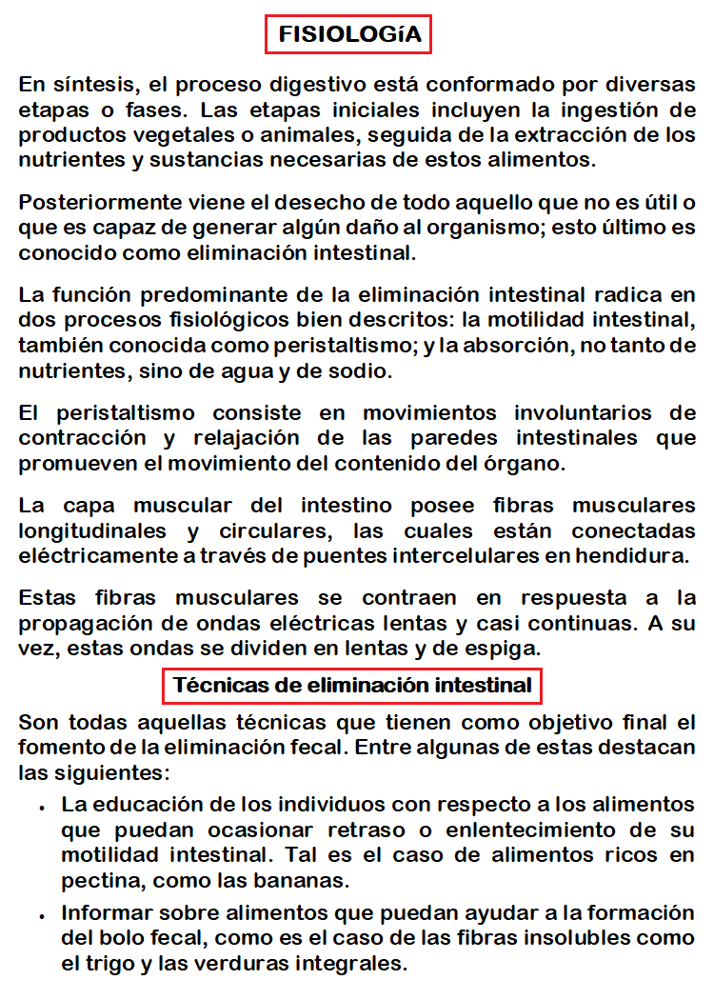 FISIOLOGíA
En síntesis, el proceso digestivo está conformado por diversas
etapas o fases. Las etapas iniciales incluyen la ingestión de
productos vegetales o animales, seguida de la extracción de los
nutrientes y sustancias necesarias de estos alimentos.
Posteriormente viene el desecho de todo aquello que no es útil o
que es capaz de generar algún daño al organismo; esto último es
conocido como eliminación intestinal.
La función predominante de la eliminación intestinal radica en
dos procesos fisiológicos bien descritos: la motilidad intestinal,
también conocida como peristaltismo; y la absorción, no tanto de
nutrientes, sino de agua y de sodio.
El peristaltismo consiste en movimientos involuntarios de
contracción y relajación de las paredes intestinales que
promueven el movimiento del contenido del órgano.
La capa muscular del intestino posee fibras musculares
longitudinales y circulares, las cuales están conectadas
eléctricamente a través de puentes intercelulares en hendidura.
Estas fibras musculares se contraen en respuesta a la
propagación de ondas eléctricas lentas y casi continuas. A su
vez, estas ondas se dividen en lentas y de espiga.
Técnicas de eliminación intestinal
Son todas aquellas técnicas que tienen como objetivo final el
fomento de la eliminación fecal. Entre algunas de estas destacan
las siguientes:
• La educación de los individuos con respecto a los alimentos
que puedan ocasionar retraso o enlentecimiento de su
motilidad intestinal. Tal es el caso de alimentos ricos en
pectina, como las bananas.
• Informar sobre alimentos que puedan ayudar a la formación
del bolo fecal, como es el caso de las fibras insolubles como
el trigo y las verduras integrales.